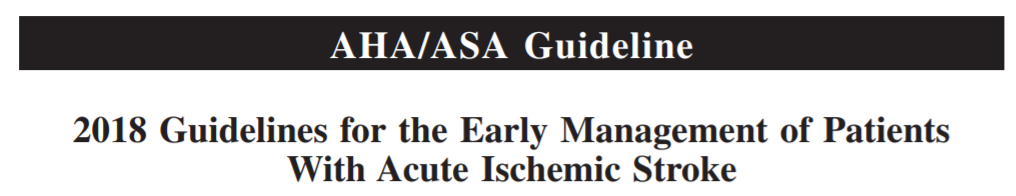 AHA/ASA Guideline
2018 Guidelines for the Early Management of Patients
With Acute Ischemic Stroke